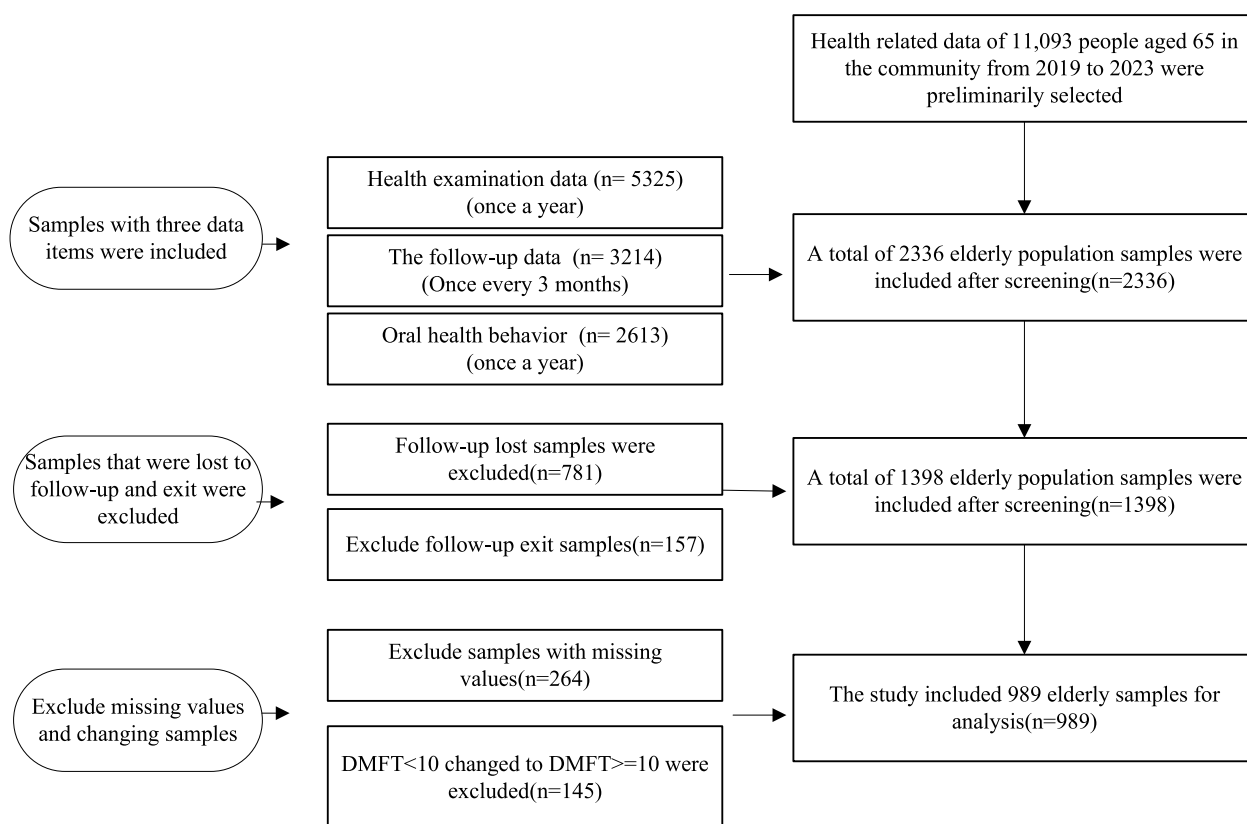 Health related data of 11,093 people aged 65 in
the community from 2019 to 2023 were
preliminarily selected
Samples with three data
items were included
Health examination data (n= 5325)
(once a year)
The follow-up data  (n= 3214)
(Once every 3 months)
Oral health behavior  (n= 2613)
(once a year)
A total of 2336 elderly population samples were
included after screening(n=2336)
Samples that were lost to
follow-up and exit were
excluded
Follow-up lost samples were
excluded(n=781)
Exclude follow-up exit samples(n=157)
A total of 1398 elderly population samples were
included after screening(n=1398)
Exclude missing values
and changing samples
Exclude samples with missing
values(n=264)
DMFT<10 changed to DMFT>=10 were
excluded(n=145)
The study included 989 elderly samples for
analysis(n=989)